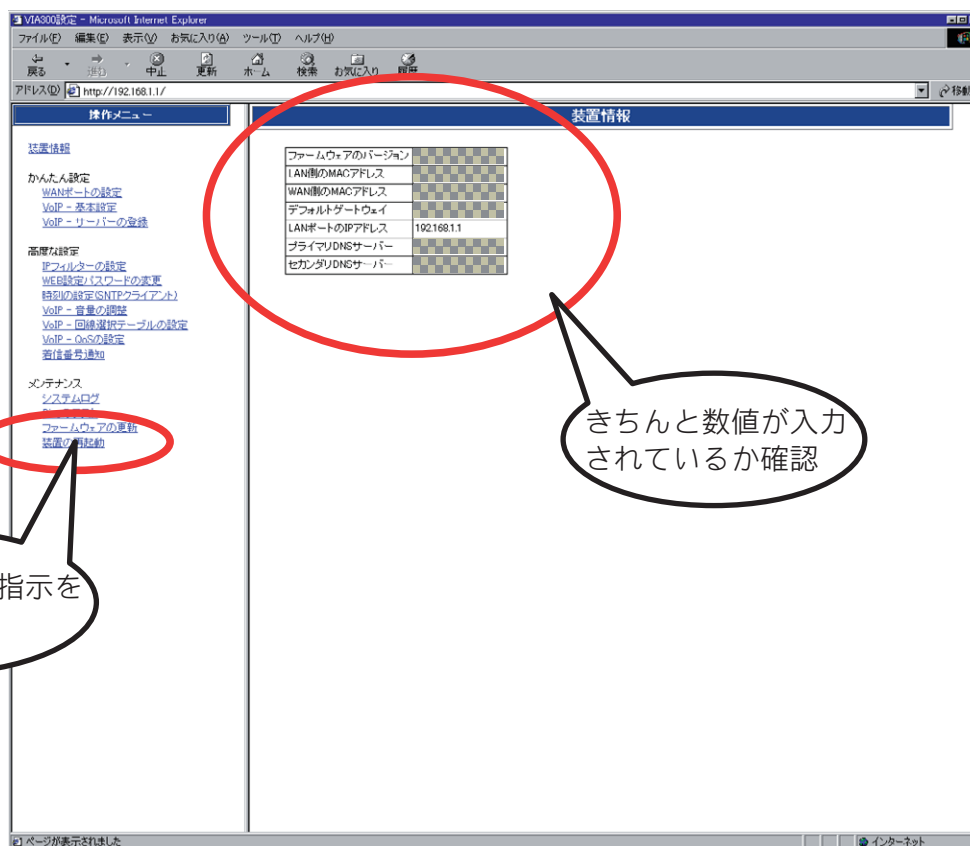 VIA300設定 - Microsoft Internet Explorer
ファイル(F) 編集(E) 表示(V) お気に入り(A) ツール(T) ヘルプ(H)
戻る 進む 中止 更新 ホーム 検索 お気に入り 履歴
アドレス(D) http://192.168.1.1/ 移動
操作メニュー
装置情報
かんたん設定
WANポートの設定
VoIP - 基本設定
VoIP - リーバーの登録
高度な設定
IPフィルターの設定
WEB設定パスワードの変更
時刻の設定(SNTPクライアント)
VoIP - 音量の調整
VoIP - 回線選択テーブルの設定
VoIP - QoSの設定
着信番号通知
メンテナンス
システムログ
ファームウェアの更新
装置の再起動
装置情報
ファームウェアのバージョン
LAN側のMACアドレス
WAN側のMACアドレス
デフォルトゲートウェイ
LANポートのIPアドレス 192.168.1.1
プライマリDNSサーバー
セカンダリDNSサーバー
きちんと数値が入力
されているか確認
指示を
ページが表示されました インターネット